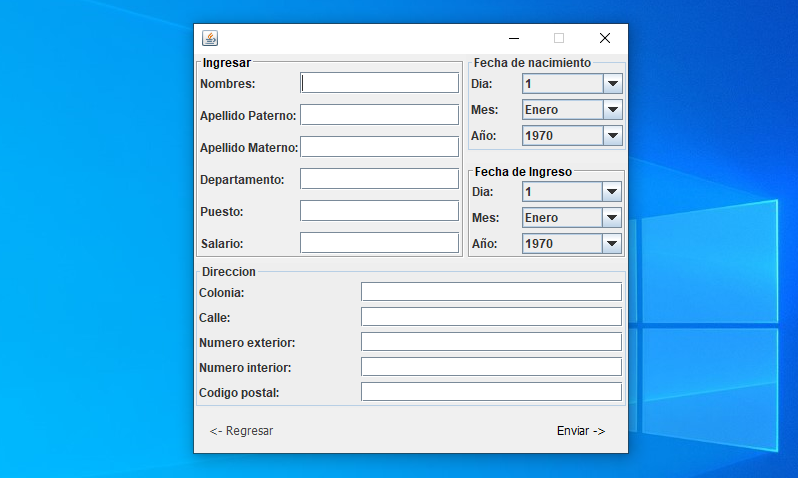 Ingresar
Nombres:
Apellido Paterno:
Apellido Materno:
Departamento:
Puesto:
Salario:
Fecha de nacimiento
Dia: 1
Mes: Enero
Año: 1970
Fecha de Ingreso
Dia: 1
Mes: Enero
Año: 1970
Direccion
Colonia:
Calle:
Numero exterior:
Numero interior:
Codigo postal:
<- Regresar
Enviar ->